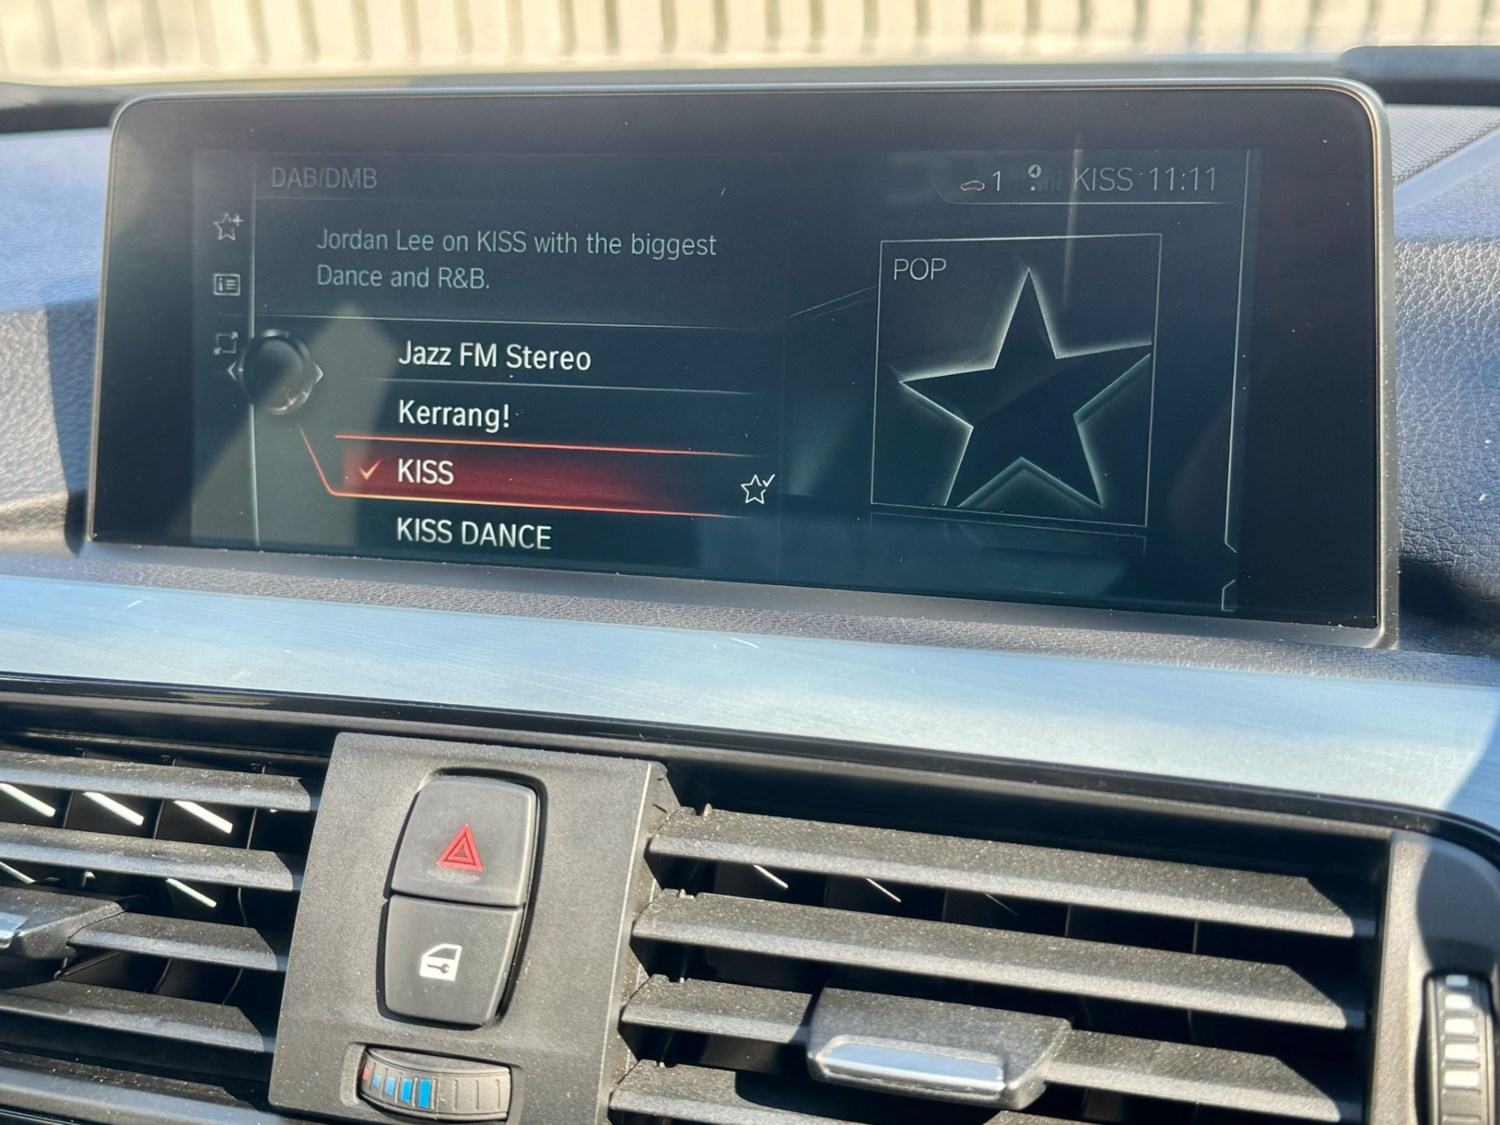 DAB/DMB
1 KISS 11:11
Jordan Lee on KISS with the biggest
Dance and R&B.
POP
Jazz FM Stereo
Kerrang!
KISS
KISS DANCE